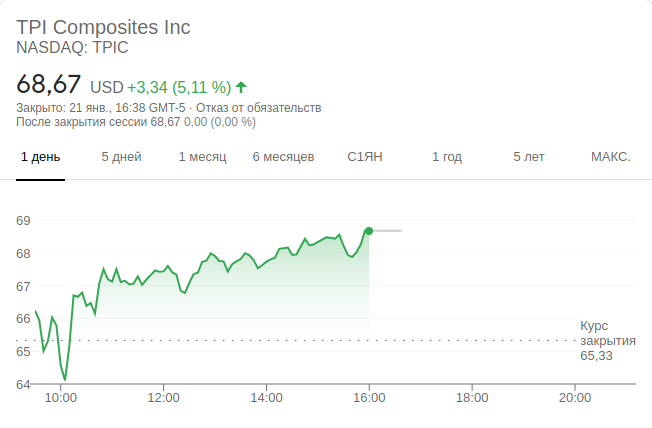 TPI Composites Inc
NASDAQ: TPIC
68,67 USD +3,34 (5,11 %)
Закрыто: 21 янв., 16:38 GMT-5 · Отказ от обязательств
После закрытия сессии 68,67 0,00 (0,00 %)
1 день 5 дней 1 месяц 6 месяцев С1ЯН 1 год 5 лет МАКС.
69
68
67
66
65
64
Курс
закрытия
65,33
10:00 12:00 14:00 16:00 18:00 20:00